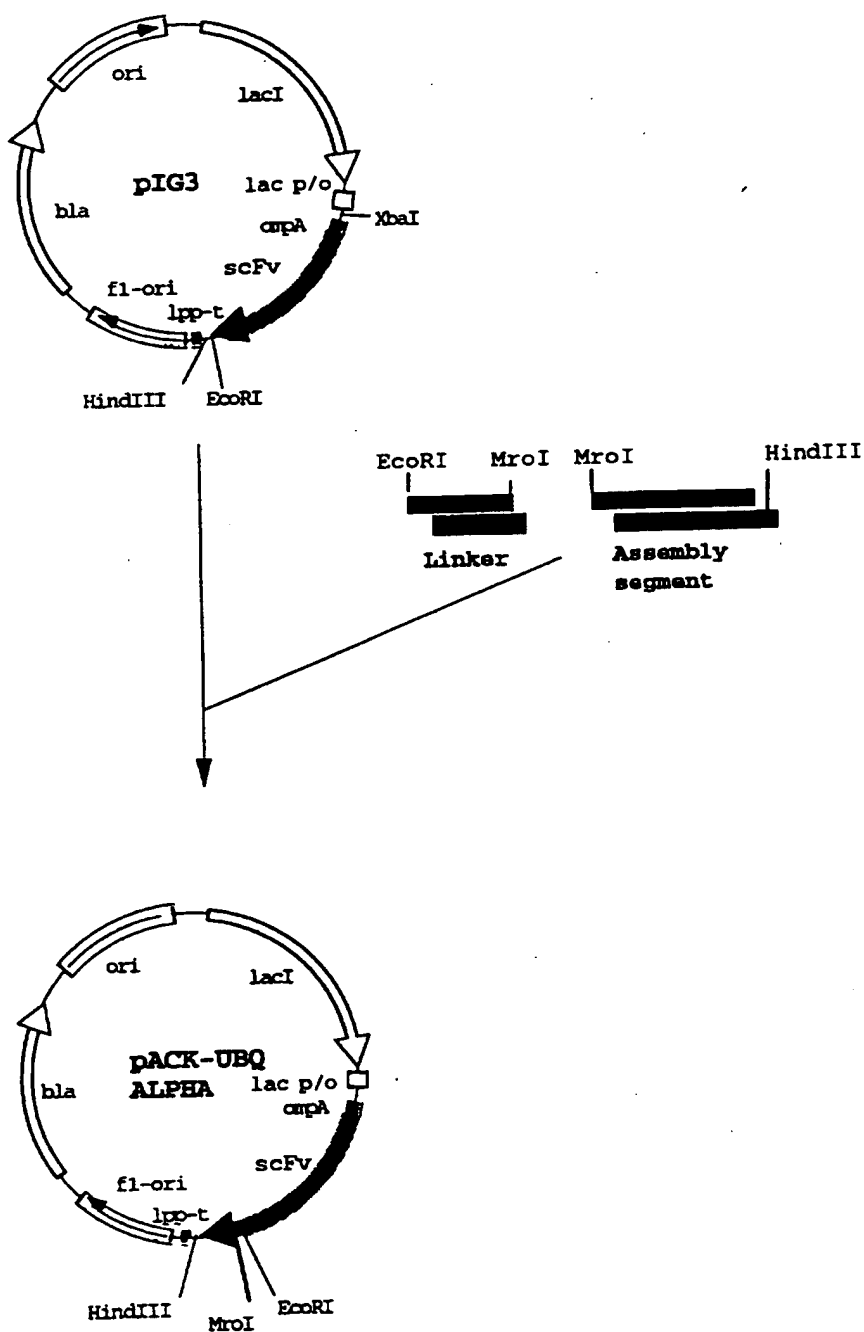 ori
lacI
pIG3
lac p/o
XbaI
bla
ompA
scFv
f1-ori
lpp-t
HindIII EcoRI
EcoRI MroI MroI HindIII
Linker
Assembly
segment
ori
lacI
pACK-UBQ
ALPHA
lac p/o
bla
ompA
scFv
f1-ori
lpp-t
HindIII
MroI
EcoRI